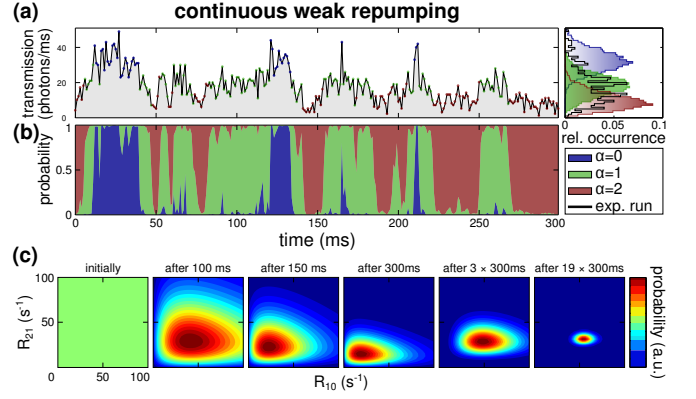 continuous weak repumping
(a)
transmission
(photons/ms)
40
20
0
0
0.05
0.1
rel. occurrence
(b)
probability
1
0.5
0
0
50
100
150
200
250
300
time (ms)
α=0
α=1
α=2
exp. run
(c)
initially
after 100 ms
after 150 ms
after 300ms
after 3 × 300ms
after 19 × 300ms
R21 (s-1)
100
50
0
50
100
R10 (s-1)
probability (a.u.)